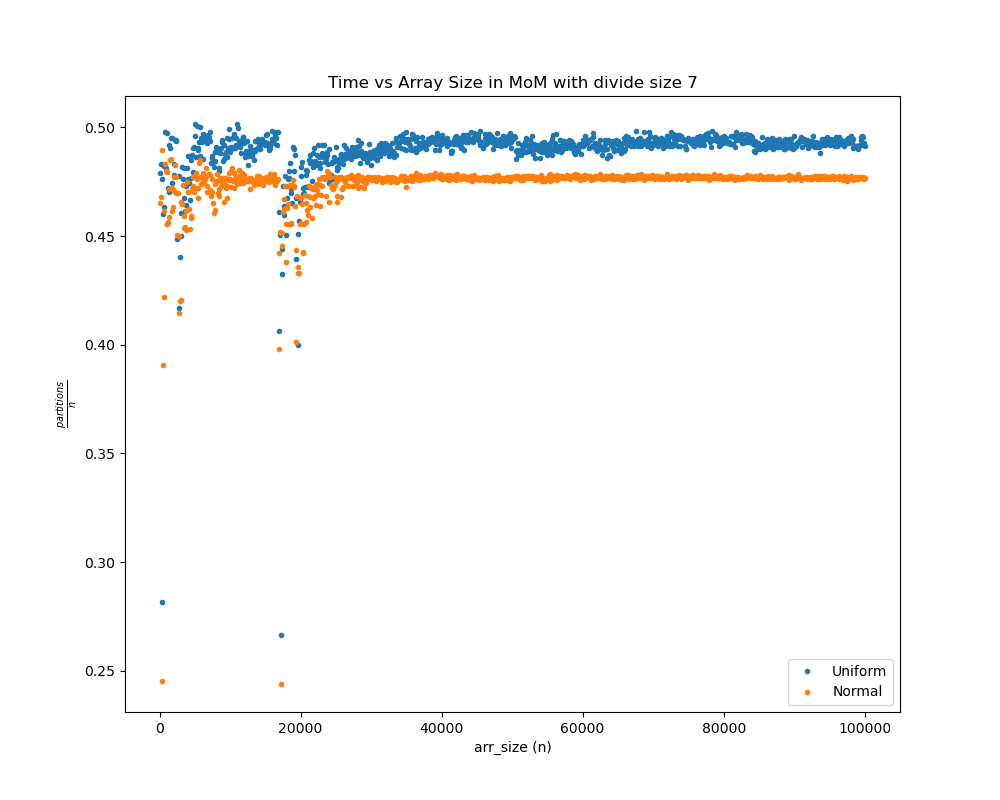 Time vs Array Size in MoM with divide size 7
0.50
0.45
0.40
0.35
0.30
0.25
partitions
n
0 20000 40000 60000 80000 100000
arr_size (n)
Uniform
Normal